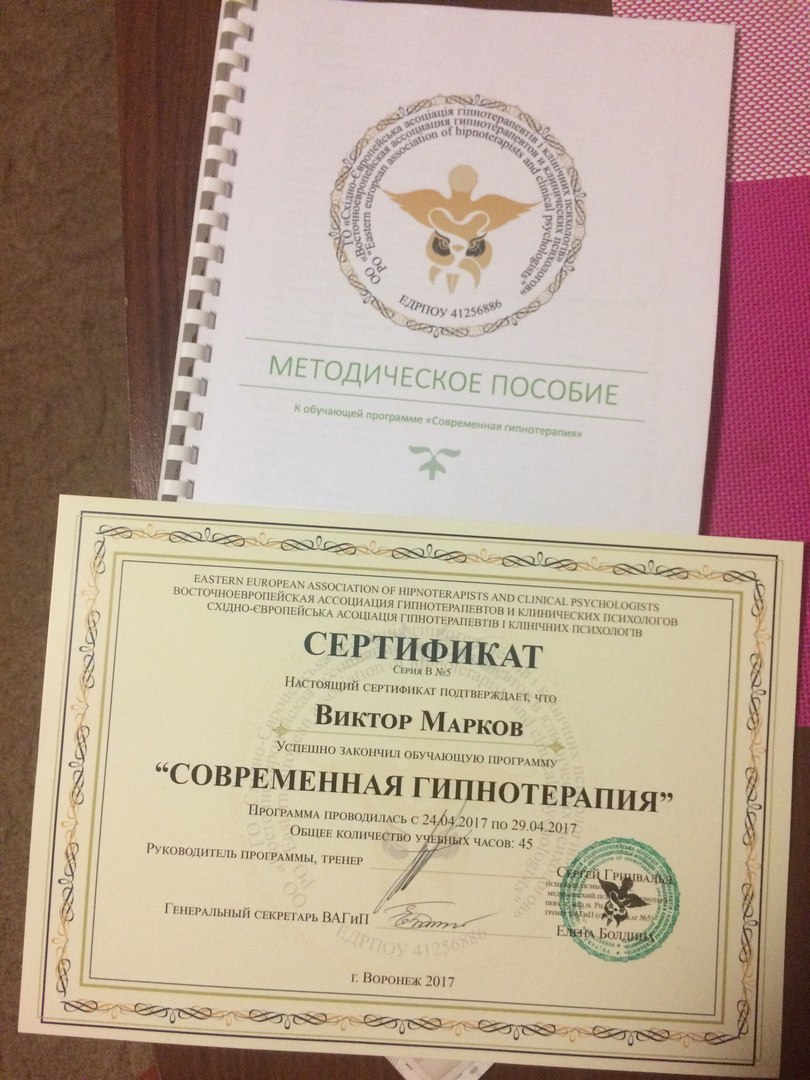 ГО «Східно-Європейська асоціація гіпнотерапевтів і клінічних психологів»
ОО «Восточноевропейская ассоциация гипнотерапевтов и клинических психологов»
PO "Eastern european association of hipnoterapists and clinical psychologists"
ЕДРПОУ 41256886
МЕТОДИЧЕСКОЕ ПОСОБИЕ
К обучающей программе «Современная гипнотерапия»
EASTERN EUROPEAN ASSOCIATION OF HIPNOTERAPISTS AND CLINICAL PSYCHOLOGISTS
ВОСТОЧНОЕВРОПЕЙСКАЯ АССОЦИАЦИЯ ГИПНОТЕРАПЕВТОВ И КЛИНИЧЕСКИХ ПСИХОЛОГОВ
СХІДНО-ЄВРОПЕЙСЬКА АСОЦІАЦІЯ ГІПНОТЕРАПЕВТІВ І КЛІНІЧНИХ ПСИХОЛОГІВ
СЕРТИФИКАТ
Серия В №5
Настоящий сертификат подтверждает, что
Виктор Марков
Успешно закончил обучающую программу
“СОВРЕМЕННАЯ ГИПНОТЕРАПИЯ”
Программа проводилась с 24.04.2017 по 29.04.2017
Общее количество учебных часов: 45
Руководитель программы, тренер
Сергей Гринвальд
Генеральный секретарь ВАГиП
Елена Болдина
ЕДРПОУ 41256886
г. Воронеж 2017